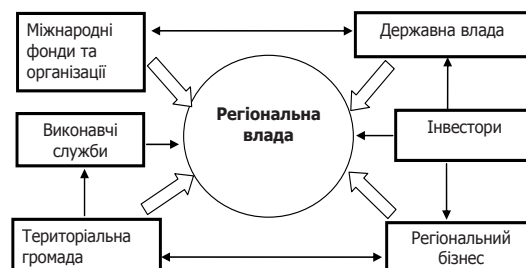 Міжнародні
фонди та
організації
Державна влада
Регіональна
влада
Виконавчі
служби
Інвестори
Територіальна
громада
Регіональний
бізнес